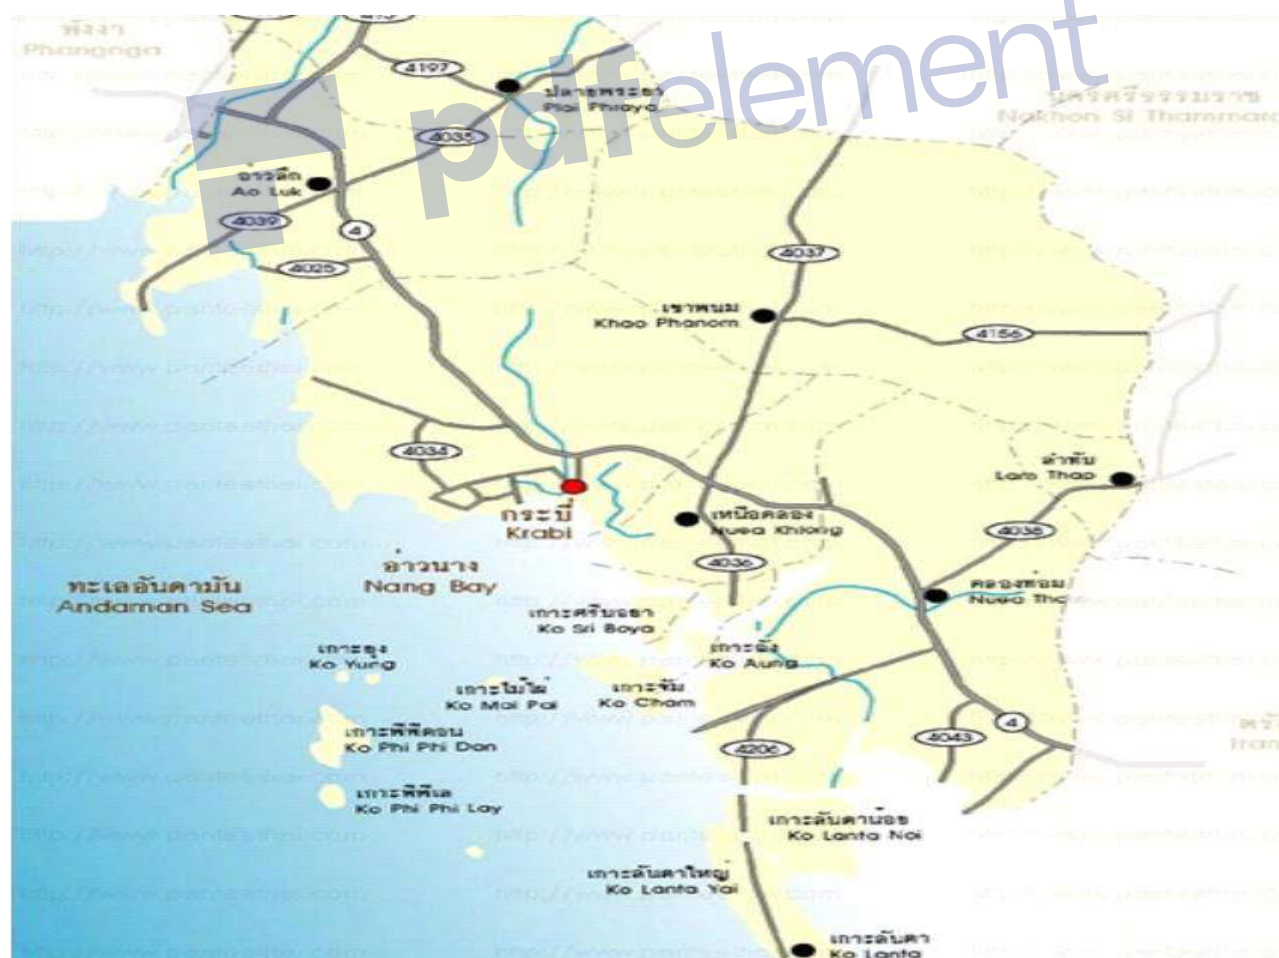 พังงา
Phangnga
4197
ปลายพระยา
Plai Phraya
4035
pdfelement
นครศรีธรรมราช
Nakhon Si Thammara
อ่าวลึก
Ao Luk
4039
4
4025
4037
เขาพนม
Khao Phanom
4156
4034
ลำทับ
Lam Thap
กระบี่
Krabi
เหนือคลอง
Nuea Khlong
4038
4036
อ่าวนาง
Nang Bay
ทะเลอันดามัน
Andaman Sea
คลองท่อม
Nuea Tho
เกาะศรีบอยา
Ko Sri Boya
เกาะยุง
Ko Yung
Ko Aung
เกาะไม้ไผ่
Ko Mai Pai
เกาะจัม
Ko Cham
เกาะพีพีดอน
Ko Phi Phi Don
4206
4043
4
เกาะพีพีเล
Ko Phi Phi Lay
เกาะลันตาน้อย
Ko Lanta Noi
เกาะลันตาใหญ่
Ko Lanta Yai
เกาะลันตา
Ko Lanta